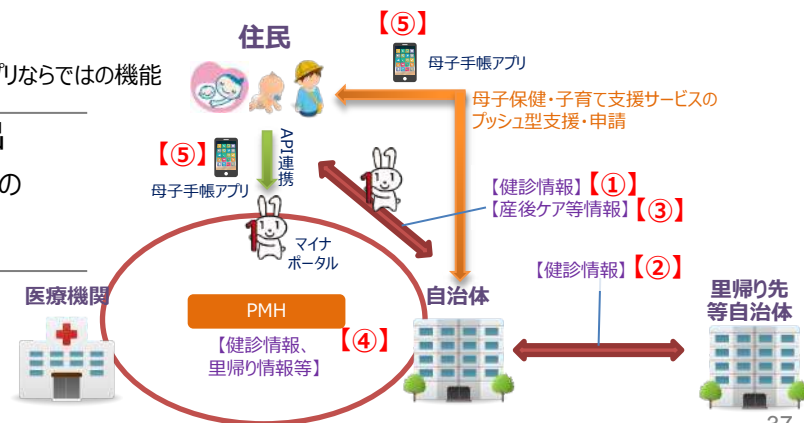 【⑤】
住民
母子手帳アプリ
プリならではの機能
母子保健・子育て支援サービスの
プッシュ型支援・申請
【⑤】
API連携
母子手帳アプリ
の
【健診情報】【①】
【産後ケア等情報】【③】
マイナ
ポータル
【健診情報】【②】
医療機関
自治体
里帰り先
等自治体
PMH
【健診情報、
里帰り情報等】
【④】
27